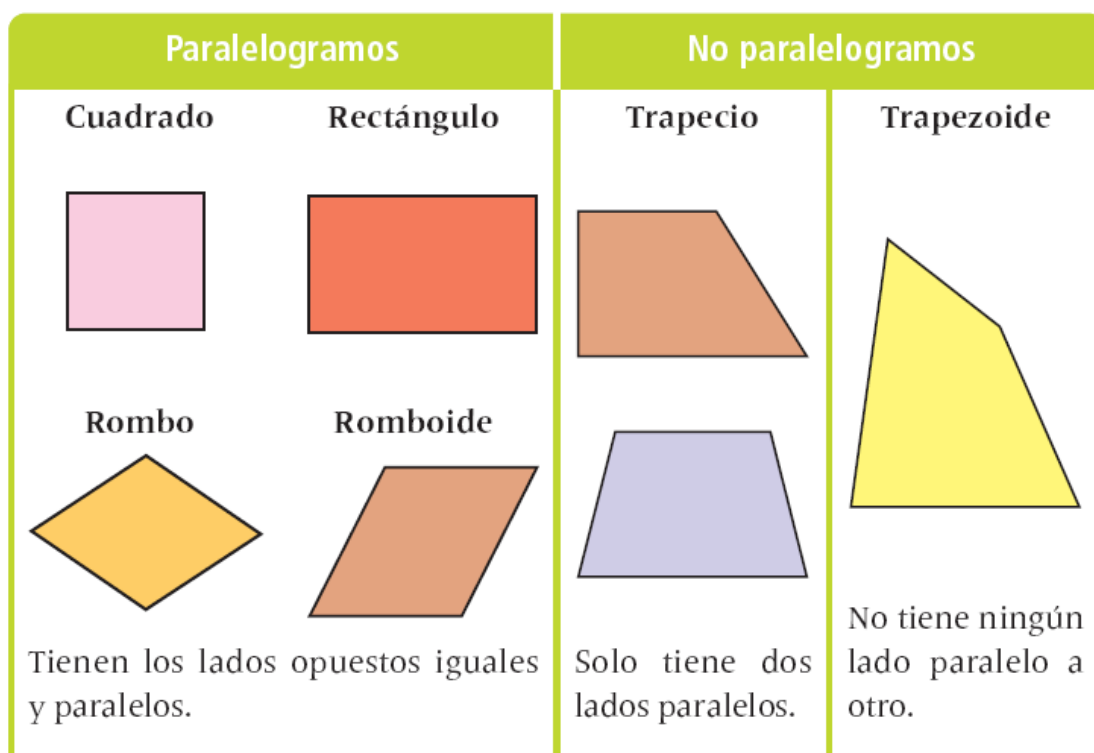 Paralelogramos
No paralelogramos
Cuadrado
Rectángulo
Rombo
Romboide
Tienen los lados opuestos iguales
y paralelos.
Trapecio
Solo tiene dos
lados paralelos.
Trapezoide
No tiene ningún
lado paralelo a
otro.